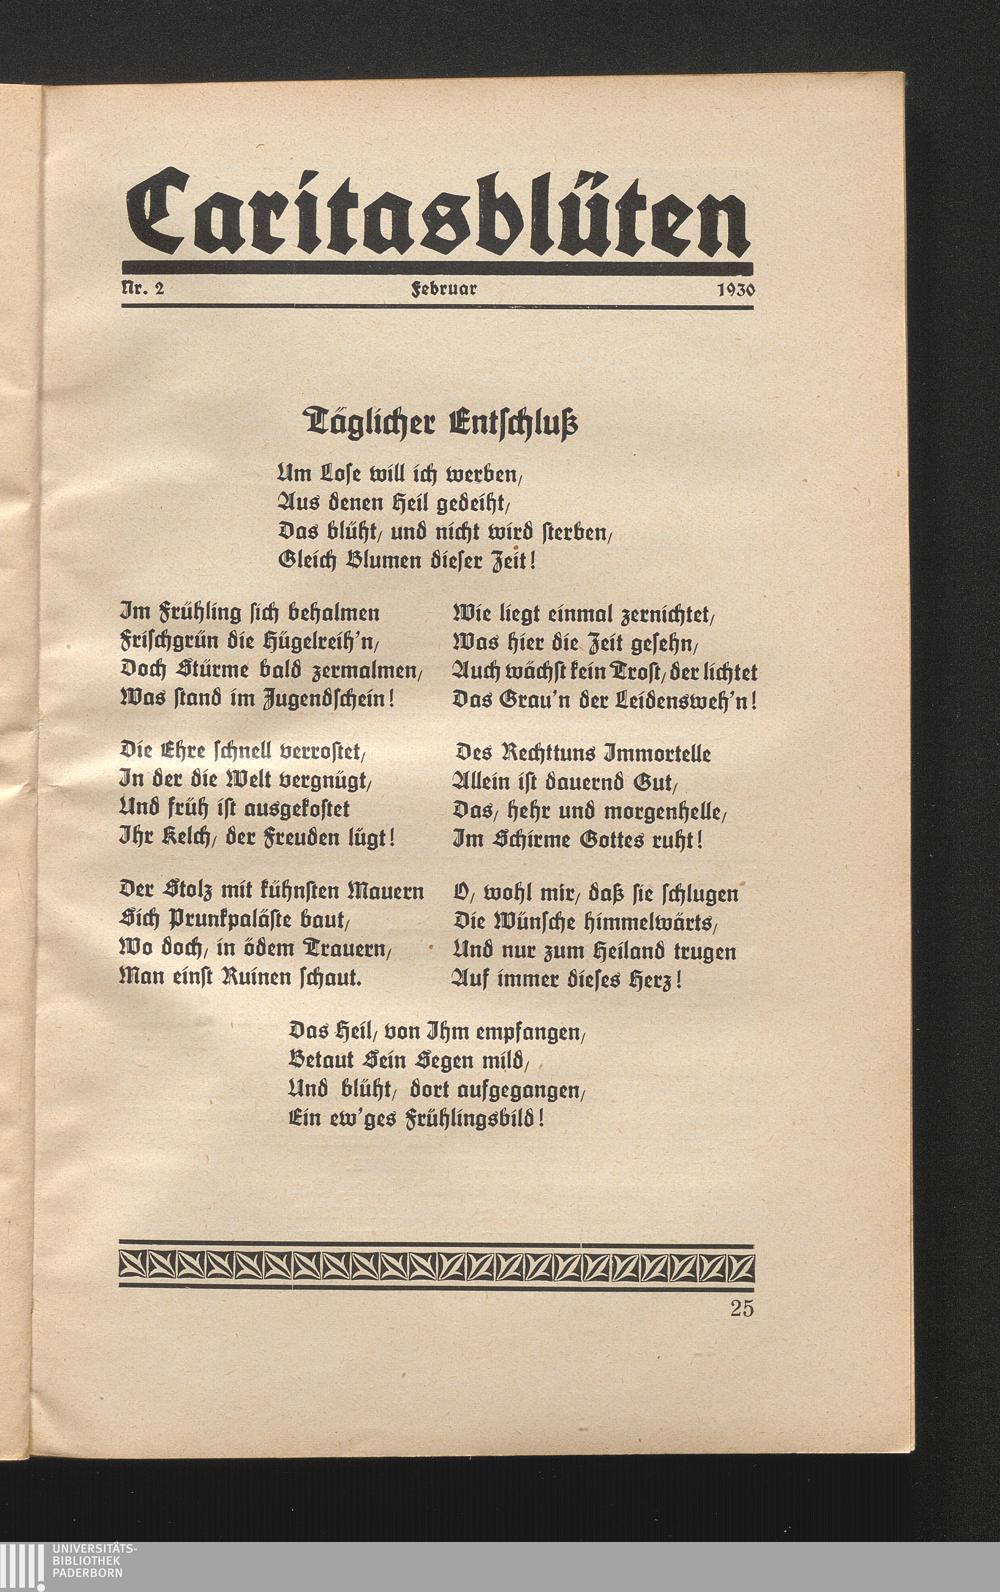 Caritasblüten
Nr. 2 Februar 1930
Täglicher Entschluß
Um Lose will ich werben,
Aus denen Heil gedeiht,
Das blüht, und nicht wird sterben,
Gleich Blumen dieser Zeit!
Im Frühling sich behalmen
Frischgrün die Hügelreih'n,
Doch Stürme bald zermalmen,
Was stand im Jugendschein!
Die Ehre schnell verrostet,
In der die Welt vergnügt,
Und früh ist ausgekostet
Ihr Kelch, der Freuden lügt!
Der Stolz mit kühnsten Mauern
Sich Prunkpaläste baut,
Wo doch, in ödem Trauern,
Man einst Ruinen schaut.
Wie liegt einmal zernichtet,
Was hier die Zeit gesehn,
Auch wächst kein Trost, der lichtet
Das Grau'n der Leidensweh'n!
Des Rechttuns Immortelle
Allein ist dauernd Gut,
Das, hehr und morgenhelle,
Im Schirme Gottes ruht!
O, wohl mir, daß sie schlugen
Die Wünsche himmelwärts,
Und nur zum Heiland trugen
Auf immer dieses Herz!
Das Heil, von Ihm empfangen,
Betaut Sein Segen mild,
Und blüht, dort aufgegangen,
Ein ew'ges Frühlingsbild!
25
UNIVERSITÄTS-
BIBLIOTHEK
PADERBORN